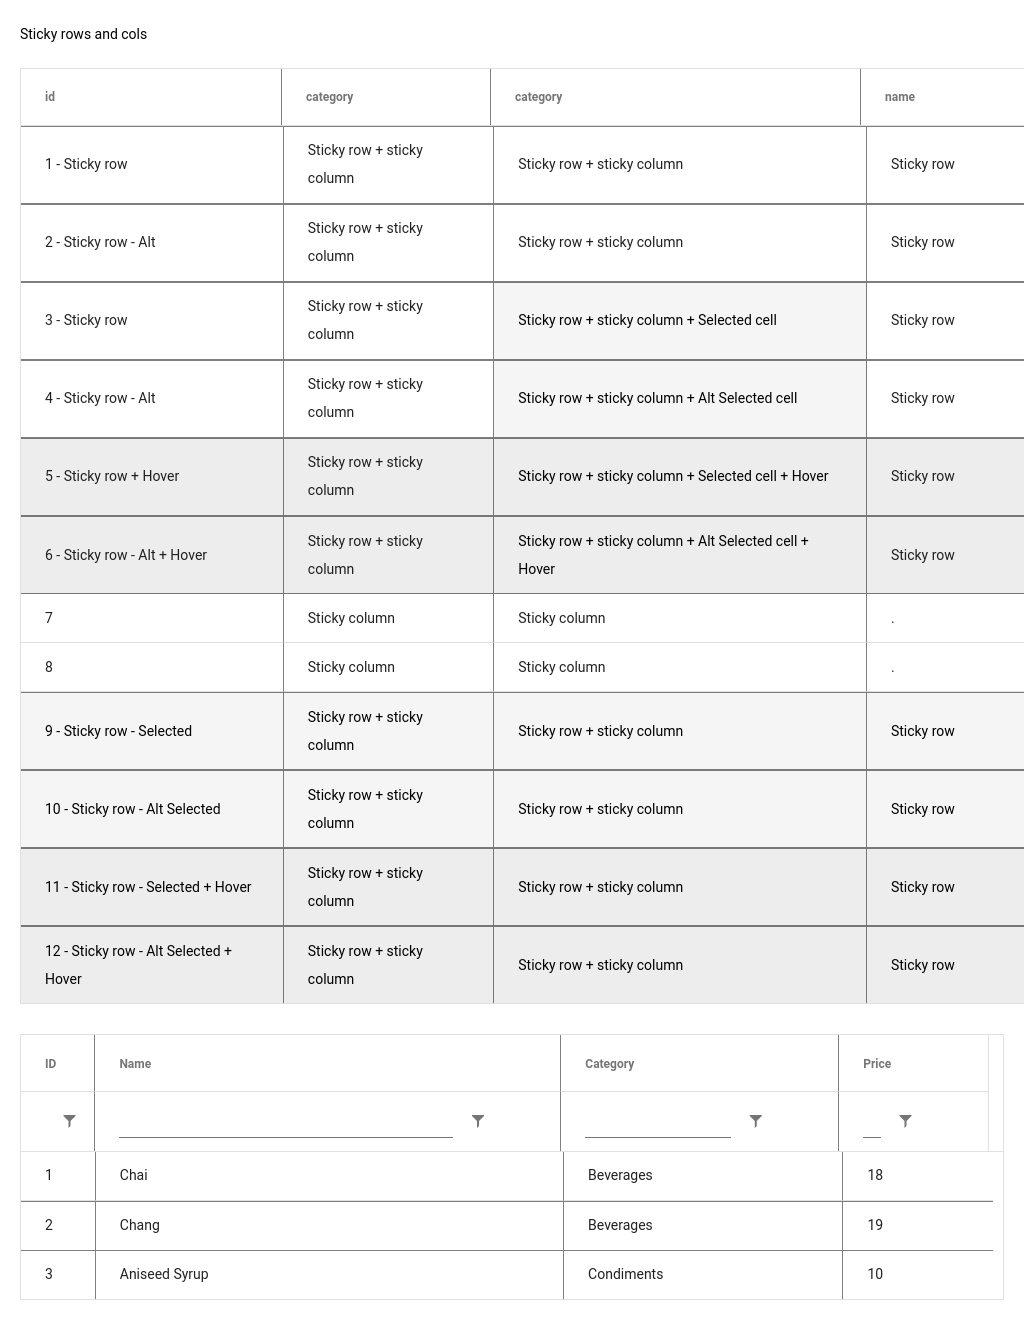 Sticky rows and cols
id category category name
1 - Sticky row Sticky row + sticky column Sticky row + sticky column Sticky row
2 - Sticky row - Alt Sticky row + sticky column Sticky row + sticky column Sticky row
3 - Sticky row Sticky row + sticky column Sticky row + sticky column + Selected cell Sticky row
4 - Sticky row - Alt Sticky row + sticky column Sticky row + sticky column + Alt Selected cell Sticky row
5 - Sticky row + Hover Sticky row + sticky column Sticky row + sticky column + Selected cell + Hover Sticky row
6 - Sticky row - Alt + Hover Sticky row + sticky column Sticky row + sticky column + Alt Selected cell + Hover Sticky row
7 Sticky column Sticky column .
8 Sticky column Sticky column .
9 - Sticky row - Selected Sticky row + sticky column Sticky row + sticky column Sticky row
10 - Sticky row - Alt Selected Sticky row + sticky column Sticky row + sticky column Sticky row
11 - Sticky row - Selected + Hover Sticky row + sticky column Sticky row + sticky column Sticky row
12 - Sticky row - Alt Selected + Hover Sticky row + sticky column Sticky row + sticky column Sticky row
ID Name Category Price
1 Chai Beverages 18
2 Chang Beverages 19
3 Aniseed Syrup Condiments 10